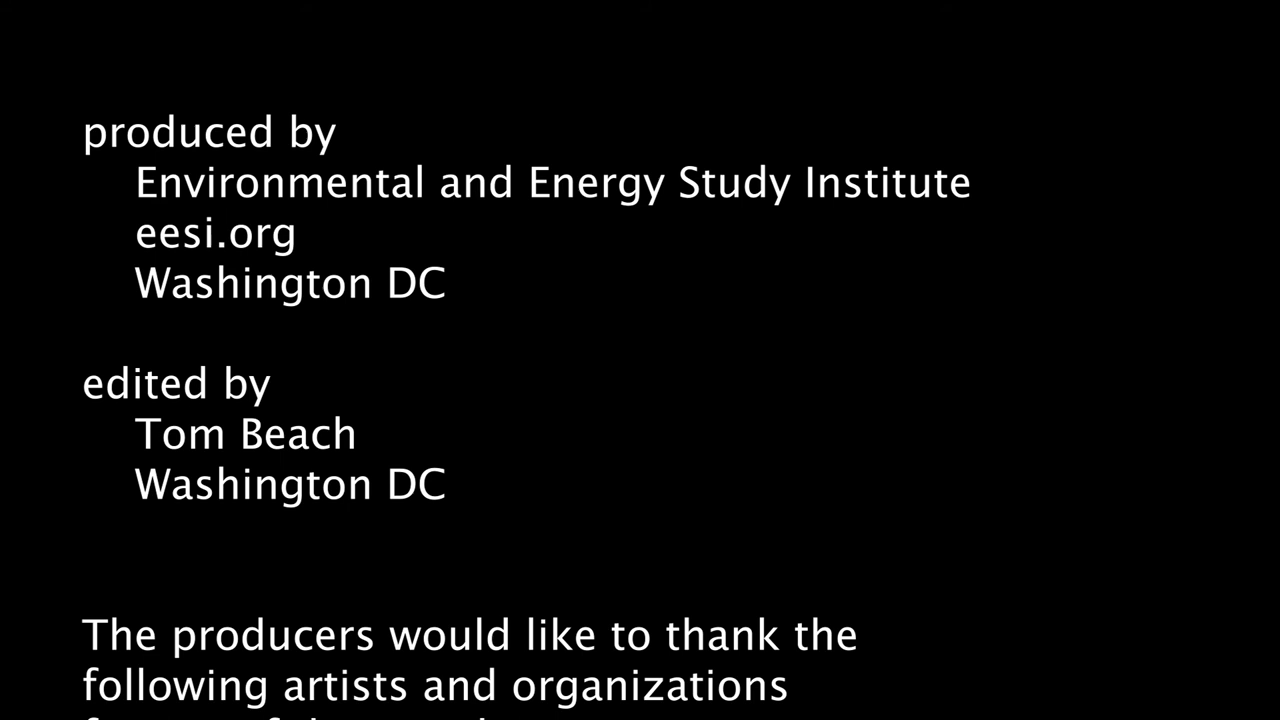 produced by
Environmental and Energy Study Institute
eesi.org
Washington DC
edited by
Tom Beach
Washington DC
The producers would like to thank the
following artists and organizations